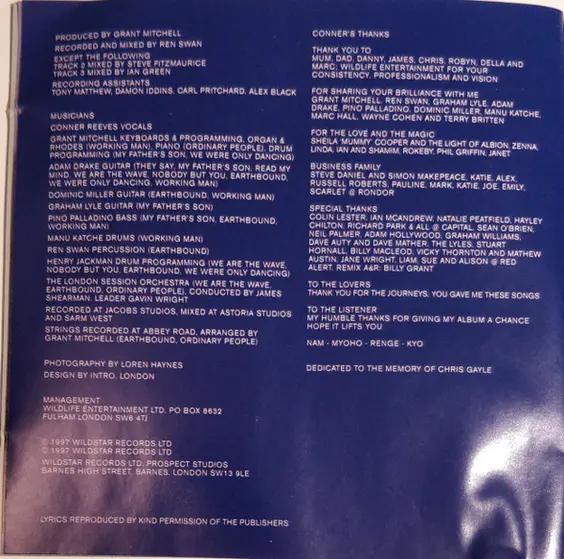 PRODUCED BY GRANT MITCHELL
RECORDED AND MIXED BY REN SWAN
EXCEPT THE FOLLOWING
TRACK 2 MIXED BY STEVE FITZMAURICE
TRACK 3 MIXED BY IAN GREEN
RECORDING ASSISTANTS
TONY MATTHEW, DAMON IDDINS, CARL PRITCHARD, ALEX BLACK
MUSICIANS
CONNER REEVES VOCALS
GRANT MITCHELL KEYBOARDS & PROGRAMMING, ORGAN &
RHODES (WORKING MAN), PIANO (ORDINARY PEOPLE), DRUM
PROGRAMMING (MY FATHER'S SON, WE WERE ONLY DANCING)
ADAM DRAKE GUITAR (THEY SAY, MY FATHER'S SON, READ MY
MIND, WE ARE THE WAVE, NOBODY BUT YOU, EARTHBOUND,
WE WERE ONLY DANCING, WORKING MAN)
DOMINIC MILLER GUITAR (EARTHBOUND, WORKING MAN)
GRAHAM LYLE GUITAR (MY FATHER'S SON)
PINO PALLADINO BASS (MY FATHER'S SON, EARTHBOUND,
WORKING MAN)
MANU KATCHE DRUMS (WORKING MAN)
REN SWAN PERCUSSION (EARTHBOUND)
HENRY JACKMAN DRUM PROGRAMMING (WE ARE THE WAVE,
NOBODY BUT YOU, EARTHBOUND, WE WERE ONLY DANCING)
THE LONDON SESSION ORCHESTRA (WE ARE THE WAVE,
EARTHBOUND, ORDINARY PEOPLE), CONDUCTED BY JAMES
SHEARMAN. LEADER GAVIN WRIGHT
RECORDED AT JACOBS STUDIOS, MIXED AT ASTORIA STUDIOS
AND SARM WEST
STRINGS RECORDED AT ABBEY ROAD, ARRANGED BY
GRANT MITCHELL (EARTHBOUND, ORDINARY PEOPLE)
PHOTOGRAPHY BY LOREN HAYNES
DESIGN BY INTRO, LONDON
MANAGEMENT
WILDLIFE ENTERTAINMENT LTD, PO BOX 8632
FULHAM LONDON SW6 4TJ
℗ 1997 WILDSTAR RECORDS LTD
© 1997 WILDSTAR RECORDS LTD
WILDSTAR RECORDS LTD, PROSPECT STUDIOS
BARNES HIGH STREET, BARNES, LONDON SW13 9LE
LYRICS REPRODUCED BY KIND PERMISSION OF THE PUBLISHERS
CONNER'S THANKS
THANK YOU TO
MUM, DAD, DANNY, JAMES, CHRIS, ROBYN, DELLA AND
MARC; WILDLIFE ENTERTAINMENT FOR YOUR
CONSISTENCY, PROFESSIONALISM AND VISION
FOR SHARING YOUR BRILLIANCE WITH ME
GRANT MITCHELL, REN SWAN, GRAHAM LYLE, ADAM
DRAKE, PINO PALLADINO, DOMINIC MILLER, MANU KATCHE,
MARC HALL, WAYNE COHEN AND TERRY BRITTEN
FOR THE LOVE AND THE MAGIC
SHEILA 'MUMMY' COOPER AND THE LIGHT OF ALBION, ZENNA,
LINDA, IAN AND SHAMIM, ROKEBY, PHIL GRIFFIN, JANET
BUSINESS FAMILY
STEVE DANIEL AND SIMON MAKEPEACE, KATIE, ALEX,
RUSSELL ROBERTS, PAULINE, MARK, KATIE, JOE, EMILY,
SCARLET @ RONDOR
SPECIAL THANKS
COLIN LESTER, IAN MCANDREW, NATALIE PEATFIELD, HAYLEY
CHILTON, RICHARD PARK & ALL @ CAPITAL, SEAN O'BRIEN,
NEIL PALMER, ADAM HOLLYWOOD, GRAHAM WILLIAMS,
DAVE AUTY AND DAVE MATHER, THE LYLES, STUART
HORNALL, BILLY MACLEOD, VICKY THORNTON AND MATHEW
AUSTIN, JANE WRIGHT, LIAM, SUE AND ALISON @ RED
ALERT. REMIX A&R: BILLY GRANT
TO THE LOVERS
THANK YOU FOR THE JOURNEYS, YOU GAVE ME THESE SONGS
TO THE LISTENER
MY HUMBLE THANKS FOR GIVING MY ALBUM A CHANCE
HOPE IT LIFTS YOU
NAM - MYOHO - RENGE - KYO
DEDICATED TO THE MEMORY OF CHRIS GAYLE